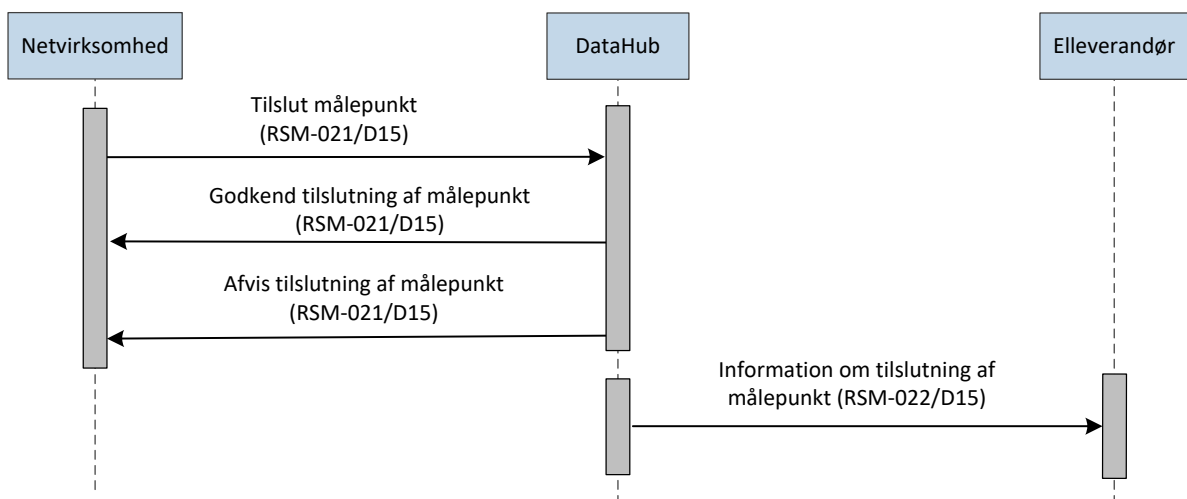 Netvirksomhed
DataHub
Elleverandør
Tilslut målepunkt
(RSM-021/D15)
Godkend tilslutning af målepunkt
(RSM-021/D15)
Afvis tilslutning af målepunkt
(RSM-021/D15)
Information om tilslutning af
målepunkt (RSM-022/D15)